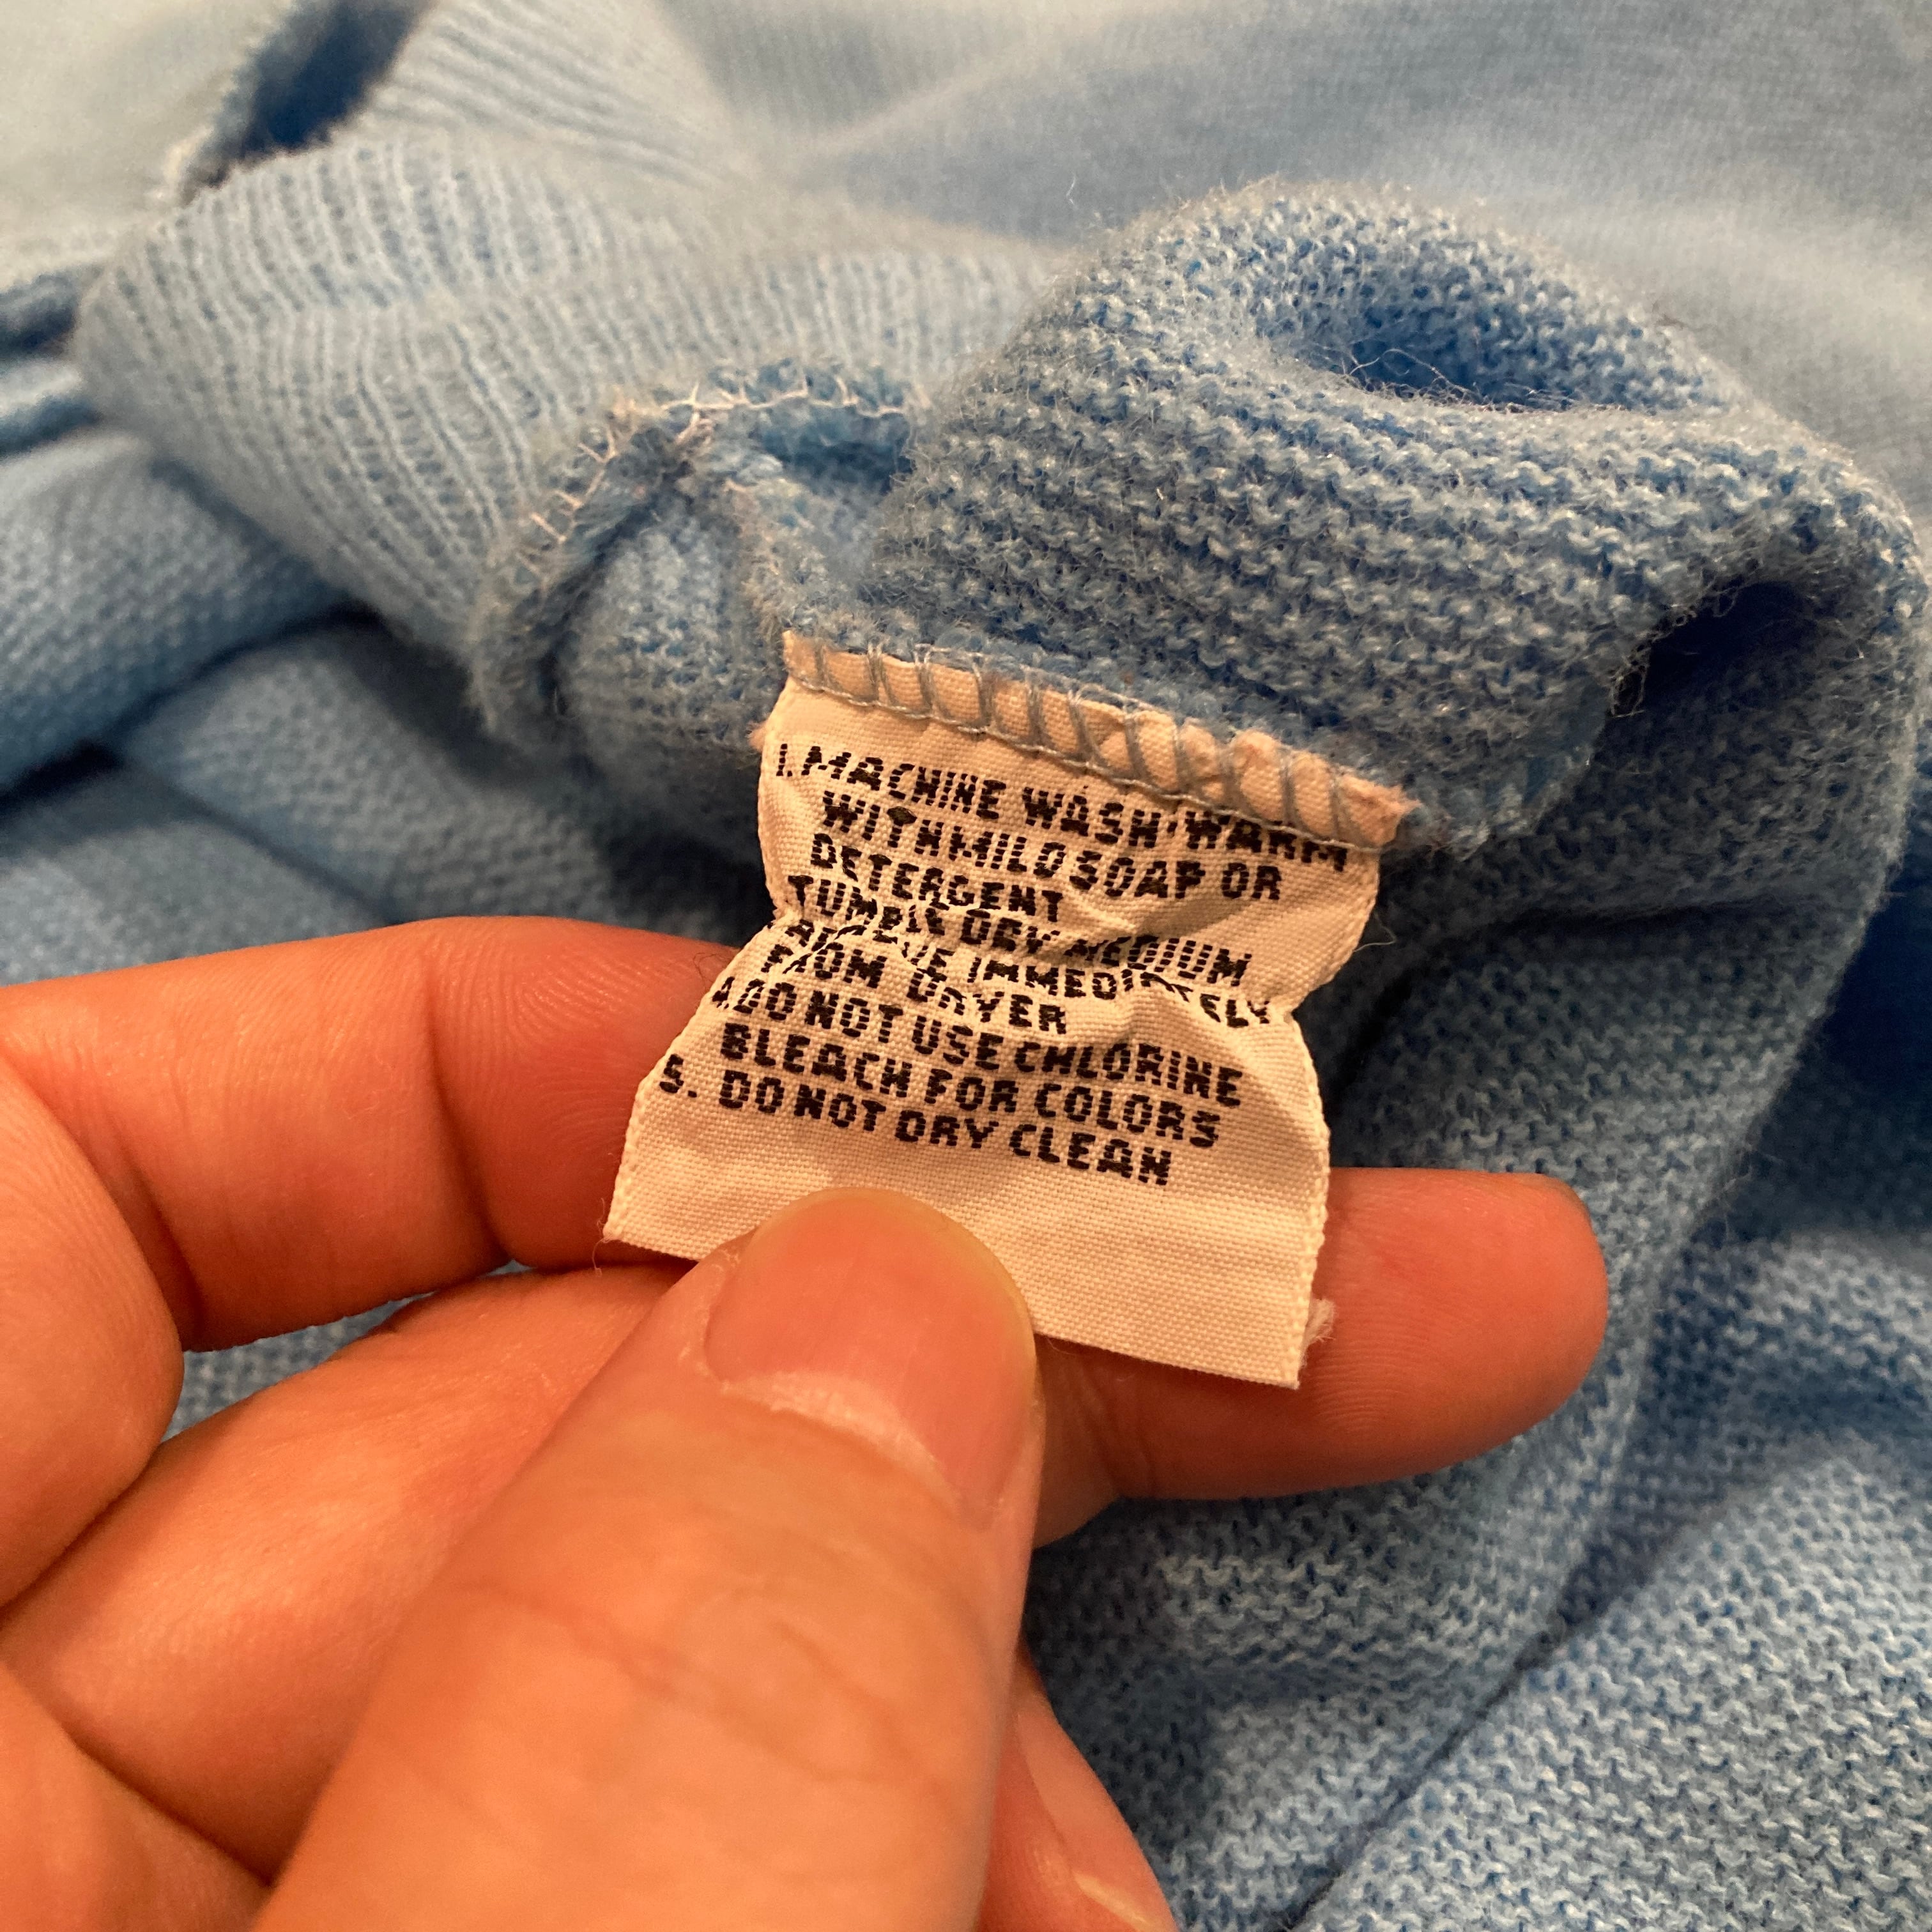 1. MACHINE WASH WARM
WITH MILD SOAP OR
DETERGENT
TUMBLE DRY MEDIUM
REMOVE IMMEDIATELY
FROM DRYER
4. DO NOT USE CHLORINE
BLEACH FOR COLORS
5. DO NOT DRY CLEAN